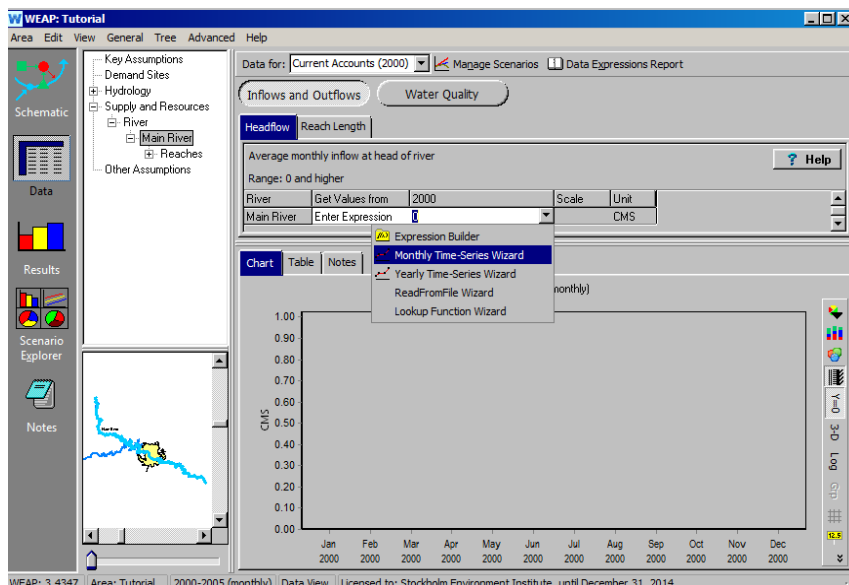 WEAP: Tutorial
Area Edit View General Tree Advanced Help
Schematic
Data
Results
Scenario
Explorer
Notes
Key Assumptions
Demand Sites
Hydrology
Supply and Resources
River
Main River
Reaches
Other Assumptions
Data for: Current Accounts (2000) Manage Scenarios Data Expressions Report
Inflows and Outflows Water Quality
Headflow Reach Length
Average monthly inflow at head of river
? Help
Range: 0 and higher
River Get Values from 2000 Scale Unit
Main River Enter Expression 0 CMS
Expression Builder
Monthly Time-Series Wizard
Yearly Time-Series Wizard
ReadFromFile Wizard
Lookup Function Wizard
Chart Table Notes
monthly)
1.00
0.90
0.80
0.70
0.60
0.50
0.40
0.30
0.20
0.10
0.00
CMS
Jan Feb Mar Apr May Jun Jul Aug Sep Oct Nov Dec
2000 2000 2000 2000 2000 2000 2000 2000 2000 2000 2000 2000
Y=0
3-D
Log
12.5
WEAP: 3.4347 Area: Tutorial 2000-2005 (monthly) Data View Licensed to: Stockholm Environment Institute, until December 31, 2014